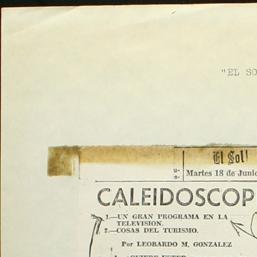 "EL SO
El Sol
Martes 18 de Junio
CALEIDOSCOP
1.—UN GRAN PROGRAMA EN LA
TELEVISION.
2.—COSAS DEL TURISMO.
Por LEOBARDO M. GONZALEZ